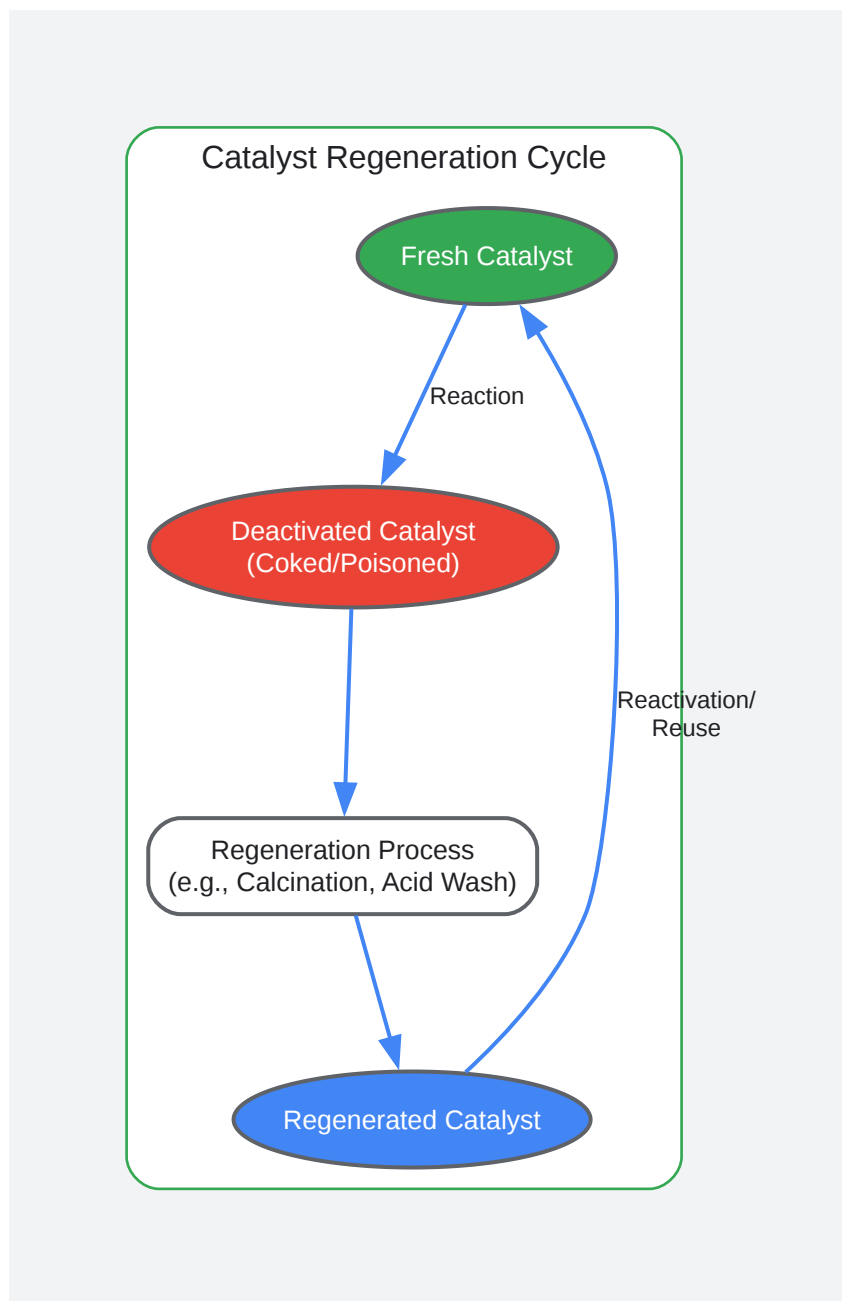 Catalyst Regeneration Cycle
Fresh Catalyst
Reaction
Deactivated Catalyst
(Coked/Poisoned)
Reactivation/
Reuse
Regeneration Process
(e.g., Calcination, Acid Wash)
Regenerated Catalyst